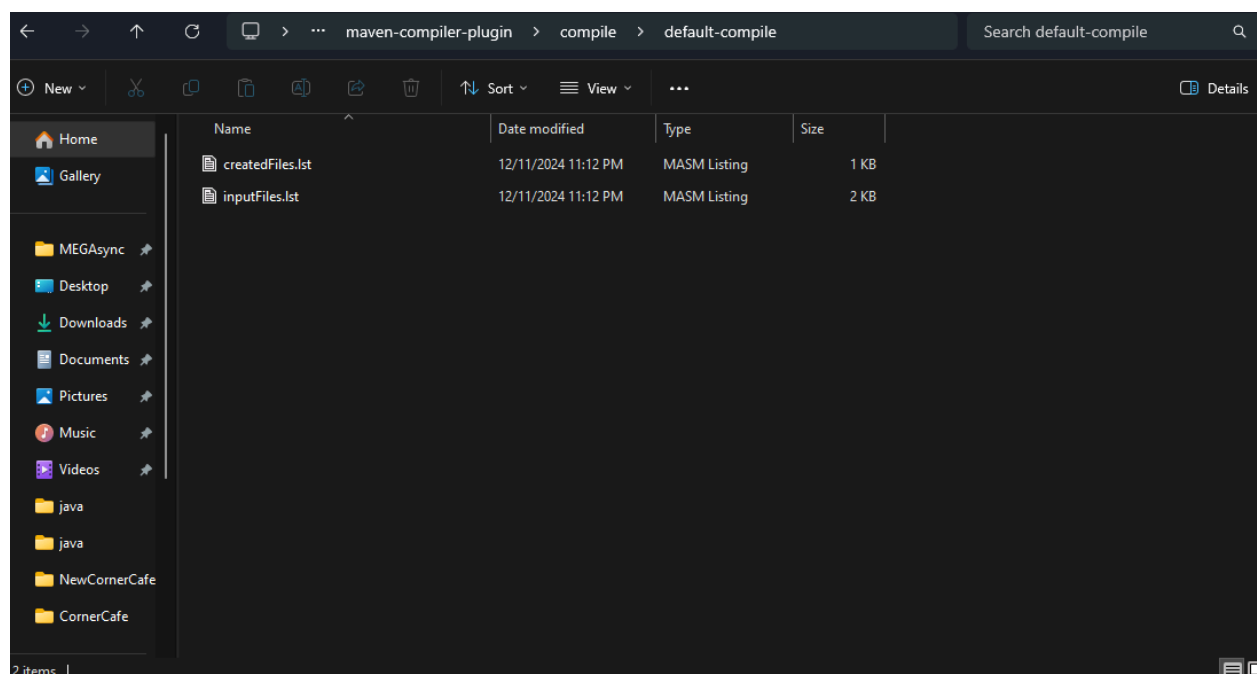 ... maven-compiler-plugin > compile > default-compile Search default-compile
New Sort View ... Details
Name Date modified Type Size
Home
createdFiles.lst 12/11/2024 11:12 PM MASM Listing 1 KB
Gallery
inputFiles.lst 12/11/2024 11:12 PM MASM Listing 2 KB
MEGAsync
Desktop
Downloads
Documents
Pictures
Music
Videos
java
java
NewCornerCafe
CornerCafe
2 items